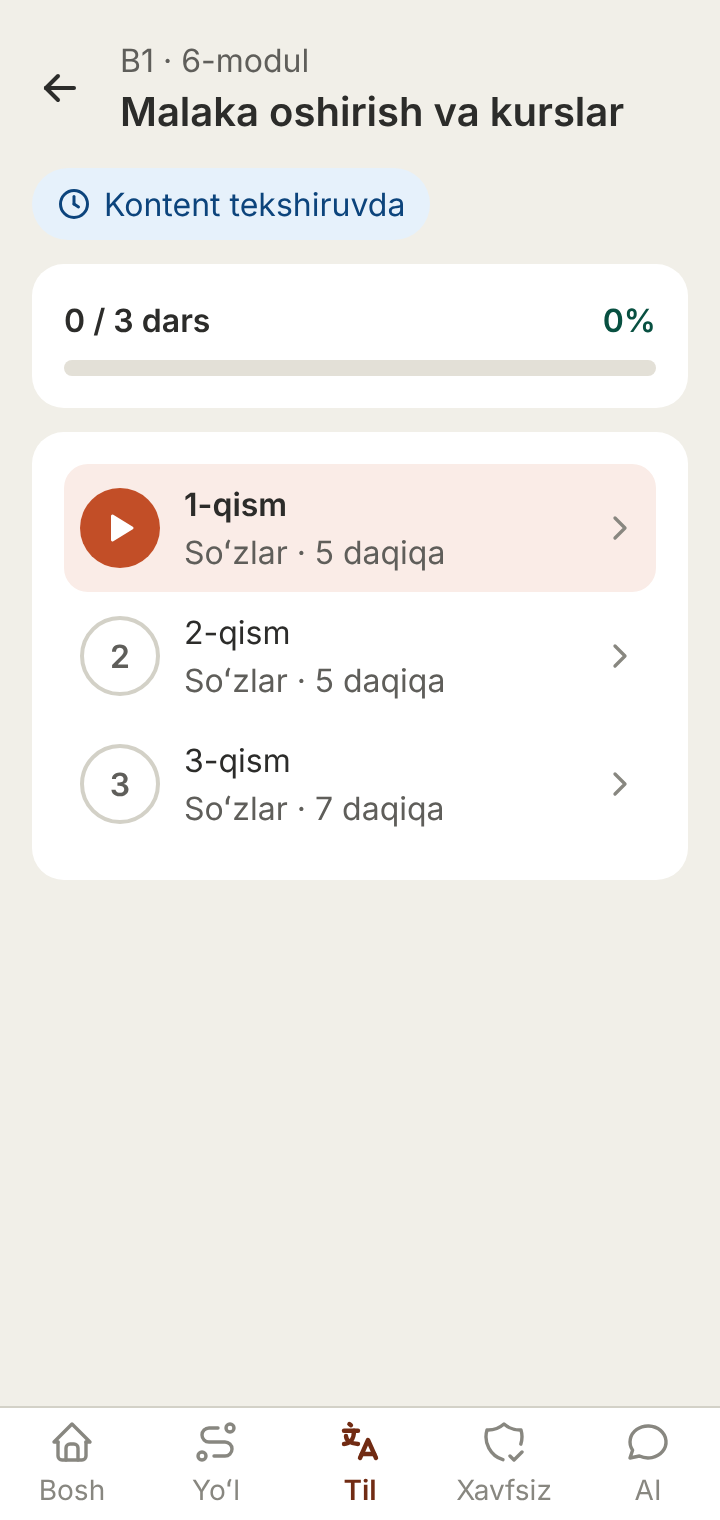 B1 · 6-modul
Malaka oshirish va kurslar
Kontent tekshiruvda
0 / 3 dars
0%
1-qism
Soʻzlar · 5 daqiqa
2
2-qism
Soʻzlar · 5 daqiqa
3
3-qism
Soʻzlar · 7 daqiqa
Bosh
Yoʻl
Til
Xavfsiz
AI